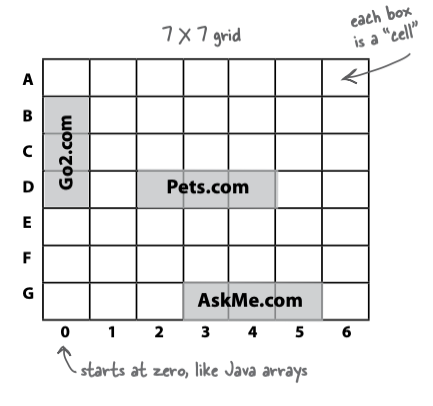 each box
is a "cell"
7 X 7 grid
A
B
C
D
E
F
G
Go2.com
Pets.com
AskMe.com
0 1 2 3 4 5 6
starts at zero, like Java arrays